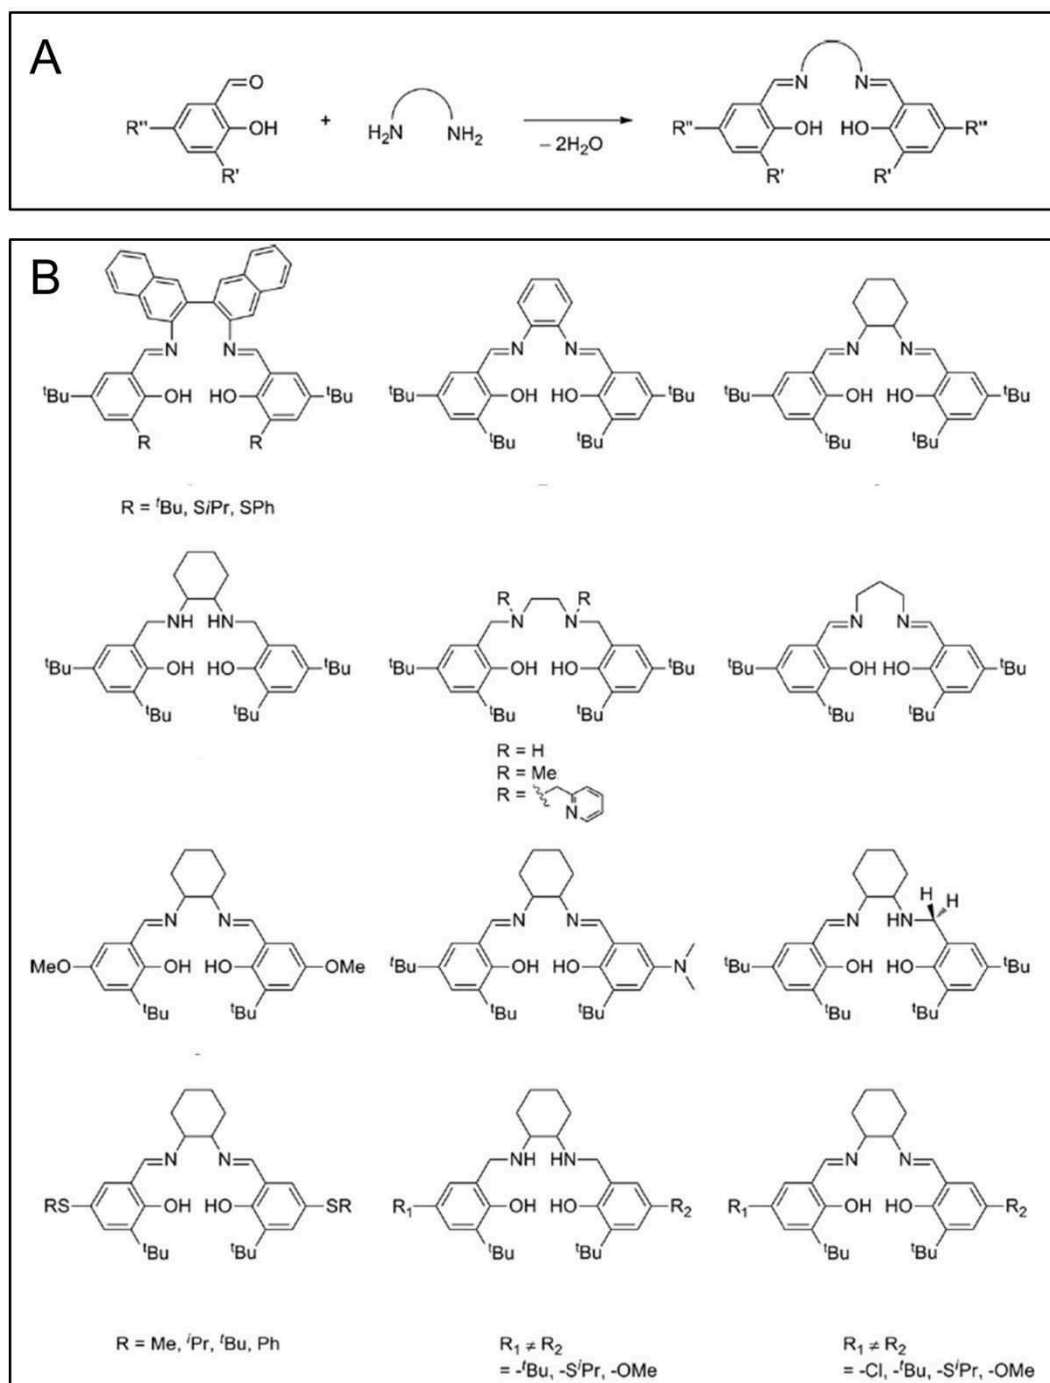 A
O
R" OH + H₂N NH₂ – 2H₂O N N R" OH HO R"
R' R' R'
B
N N N N N N
ᵗBu OH HO ᵗBu ᵗBu OH HO ᵗBu ᵗBu OH HO ᵗBu
R R ᵗBu ᵗBu ᵗBu ᵗBu
R = ᵗBu, SiPr, SPh
R R
NH HN N N N N
ᵗBu OH HO ᵗBu ᵗBu OH HO ᵗBu ᵗBu OH HO ᵗBu
ᵗBu ᵗBu ᵗBu ᵗBu ᵗBu ᵗBu
R = H
R = Me
R =
N
H
H
N N N N N HN
MeO OH HO OMe ᵗBu OH HO N ᵗBu OH HO ᵗBu
ᵗBu ᵗBu ᵗBu ᵗBu ᵗBu ᵗBu
N N NH HN N N
RS OH HO SR R₁ OH HO R₂ R₁ OH HO R₂
ᵗBu ᵗBu ᵗBu ᵗBu ᵗBu ᵗBu
R = Me, ⁱPr, ᵗBu, Ph R₁ ≠ R₂ R₁ ≠ R₂
= -ᵗBu, -SⁱPr, -OMe = -Cl, -ᵗBu, -SⁱPr, -OMe